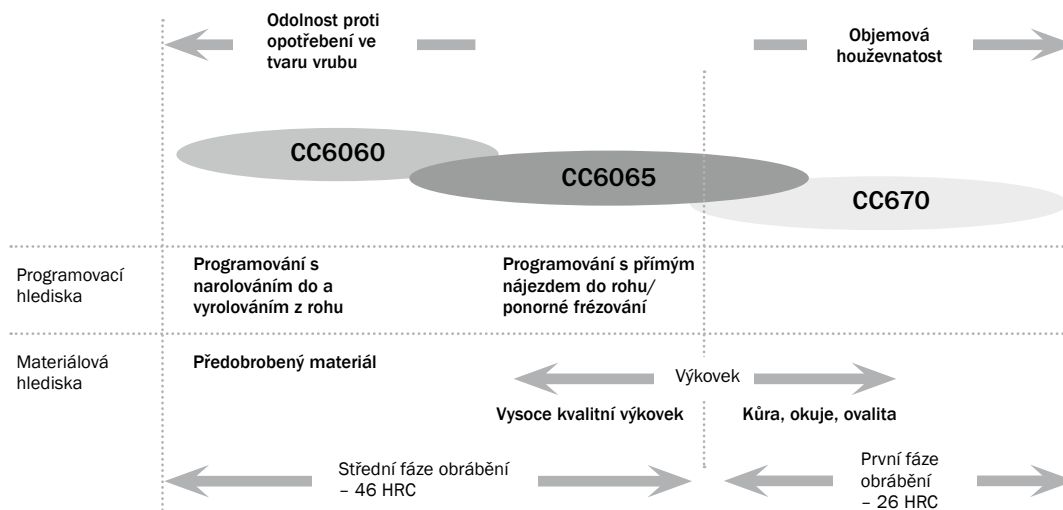 Odolnost proti
opotřebení ve
tvaru vrubu
Objemová
houževnatost
CC6060
CC6065
CC670
Programovací
hlediska
Programování s
narolováním do a
vyrolováním z rohu
Programování s přímým
nájezdem do rohu/
ponorné frézování
Materiálová
hlediska
Předobrobený materiál
Výkovek
Vysoce kvalitní výkovek
Kůra, okuje, ovalita
Střední fáze obrábění
– 46 HRC
První fáze
obrábění
– 26 HRC